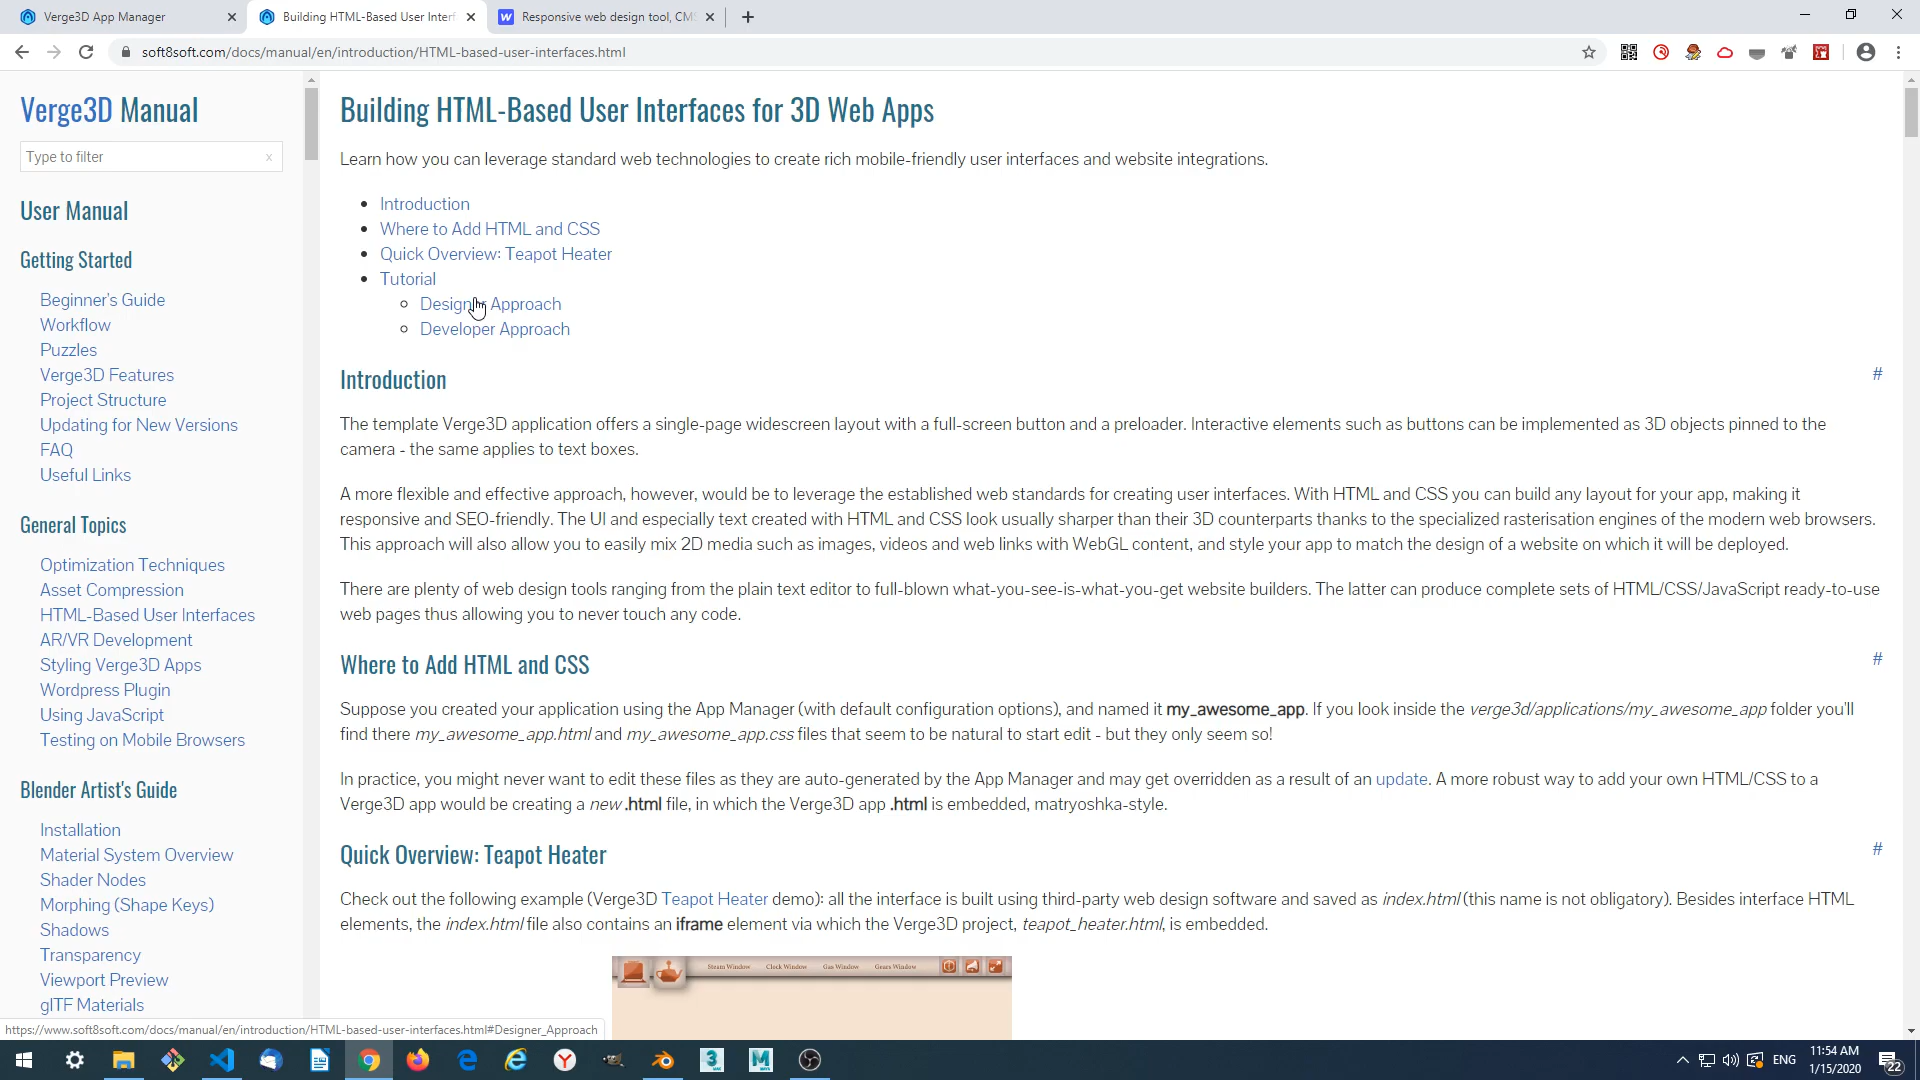 Verge3D App Manager
Building HTML-Based User Interf
Responsive web design tool, CM
soft8soft.com/docs/manual/en/introduction/HTML-based-user-interfaces.html
Verge3D Manual
Type to filter
x
User Manual
Getting Started
Beginner's Guide
Workflow
Puzzles
Verge3D Features
Project Structure
Updating for New Versions
FAQ
Useful Links
General Topics
Optimization Techniques
Asset Compression
HTML-Based User Interfaces
AR/VR Development
Styling Verge3D Apps
Wordpress Plugin
Using JavaScript
Testing on Mobile Browsers
Blender Artist's Guide
Installation
Material System Overview
Shader Nodes
Morphing (Shape Keys)
Shadows
Transparency
Viewport Preview
glTF Materials
Building HTML-Based User Interfaces for 3D Web Apps
Learn how you can leverage standard web technologies to create rich mobile-friendly user interfaces and website integrations.
Introduction
Where to Add HTML and CSS
Quick Overview: Teapot Heater
Tutorial
Designer Approach
Developer Approach
Introduction #
The template Verge3D application offers a single-page widescreen layout with a full-screen button and a preloader. Interactive elements such as buttons can be implemented as 3D objects pinned to the
camera - the same applies to text boxes.
A more flexible and effective approach, however, would be to leverage the established web standards for creating user interfaces. With HTML and CSS you can build any layout for your app, making it
responsive and SEO-friendly. The UI and especially text created with HTML and CSS look usually sharper than their 3D counterparts thanks to the specialized rasterisation engines of the modern web browsers.
This approach will also allow you to easily mix 2D media such as images, videos and web links with WebGL content, and style your app to match the design of a website on which it will be deployed.
There are plenty of web design tools ranging from the plain text editor to full-blown what-you-see-is-what-you-get website builders. The latter can produce complete sets of HTML/CSS/JavaScript ready-to-use
web pages thus allowing you to never touch any code.
Where to Add HTML and CSS #
Suppose you created your application using the App Manager (with default configuration options), and named it my_awesome_app. If you look inside the verge3d/applications/my_awesome_app folder you'll
find there my_awesome_app.html and my_awesome_app.css files that seem to be natural to start edit - but they only seem so!
In practice, you might never want to edit these files as they are auto-generated by the App Manager and may get overridden as a result of an update. A more robust way to add your own HTML/CSS to a
Verge3D app would be creating a new .html file, in which the Verge3D app .html is embedded, matryoshka-style.
Quick Overview: Teapot Heater #
Check out the following example (Verge3D Teapot Heater demo): all the interface is built using third-party web design software and saved as index.html (this name is not obligatory). Besides interface HTML
elements, the index.html file also contains an iframe element via which the Verge3D project, teapot_heater.html, is embedded.
Steam Window Clock Window Gas Window Gears Window
https://www.soft8soft.com/docs/manual/en/introduction/HTML-based-user-interfaces.html#Designer_Approach
ENG
11:54 AM
1/15/2020
22